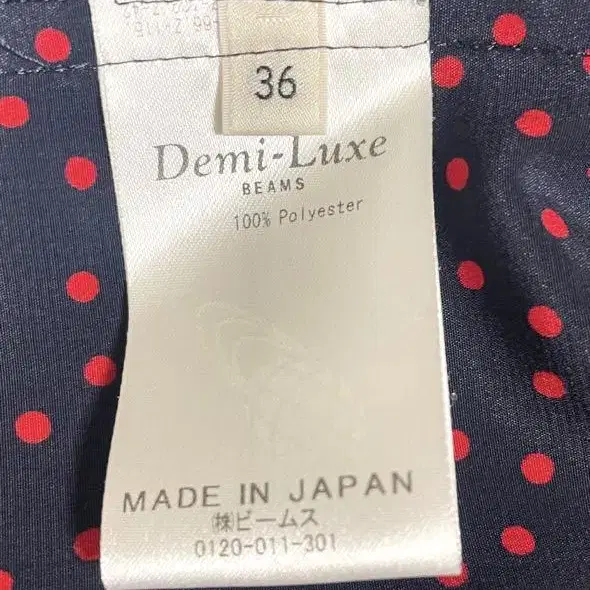 36
Demi-Luxe
BEAMS
100% Polyester
MADE IN JAPAN
㈱ビームス
0120-011-301